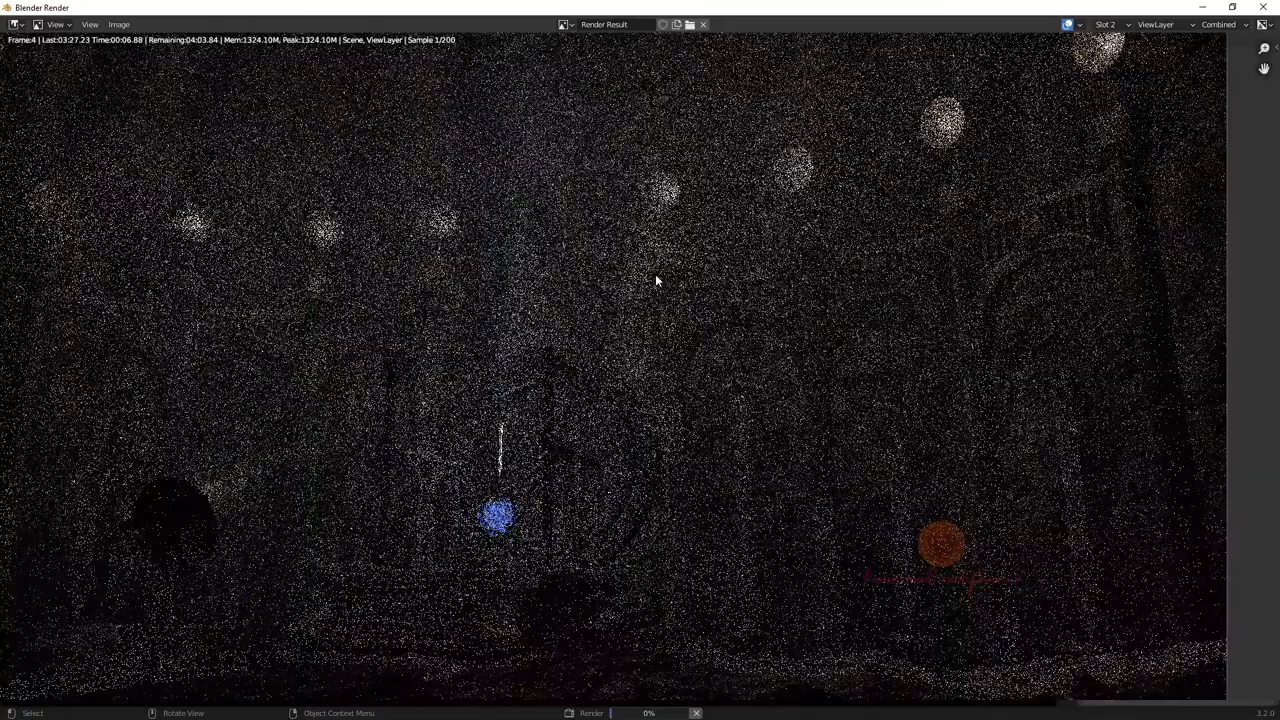 Blender Render
View View Image Render Result Slot 2 ViewLayer Combined
Frame:4 | Last:03:27.23 Time:00:06.88 | Remaining:04:03.84 | Mem:1324.10M, Peak:1324.10M | Scene, ViewLayer | Sample 1/200
Select Rotate View Object Context Menu Render 0% 3.2.0